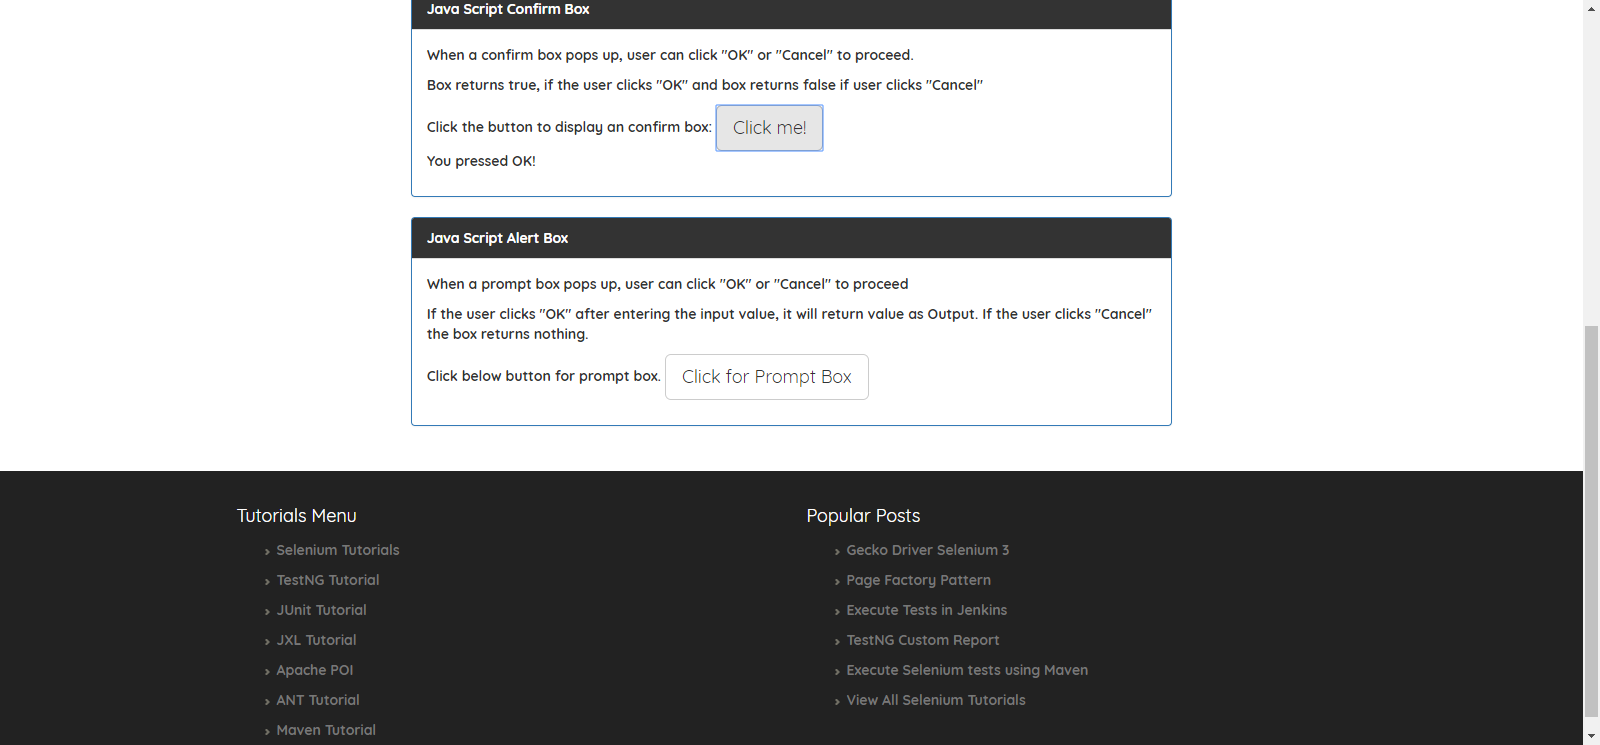 Java Script Confirm Box
When a confirm box pops up, user can click "OK" or "Cancel" to proceed.
Box returns true, if the user clicks "OK" and box returns false if user clicks "Cancel"
Click the button to display an confirm box: Click me!
You pressed OK!
Java Script Alert Box
When a prompt box pops up, user can click "OK" or "Cancel" to proceed
If the user clicks "OK" after entering the input value, it will return value as Output. If the user clicks "Cancel"
the box returns nothing.
Click below button for prompt box. Click for Prompt Box
Tutorials Menu
Selenium Tutorials
TestNG Tutorial
JUnit Tutorial
JXL Tutorial
Apache POI
ANT Tutorial
Maven Tutorial
Popular Posts
Gecko Driver Selenium 3
Page Factory Pattern
Execute Tests in Jenkins
TestNG Custom Report
Execute Selenium tests using Maven
View All Selenium Tutorials